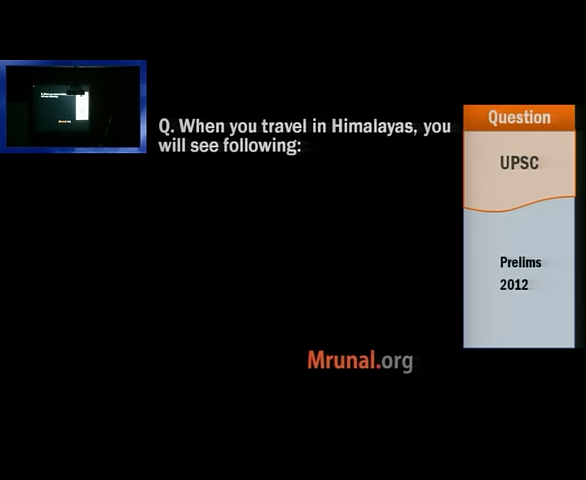 Q. When you travel in Himalayas, you
will see following:
Question
UPSC
Prelims
2012
Mrunal.org